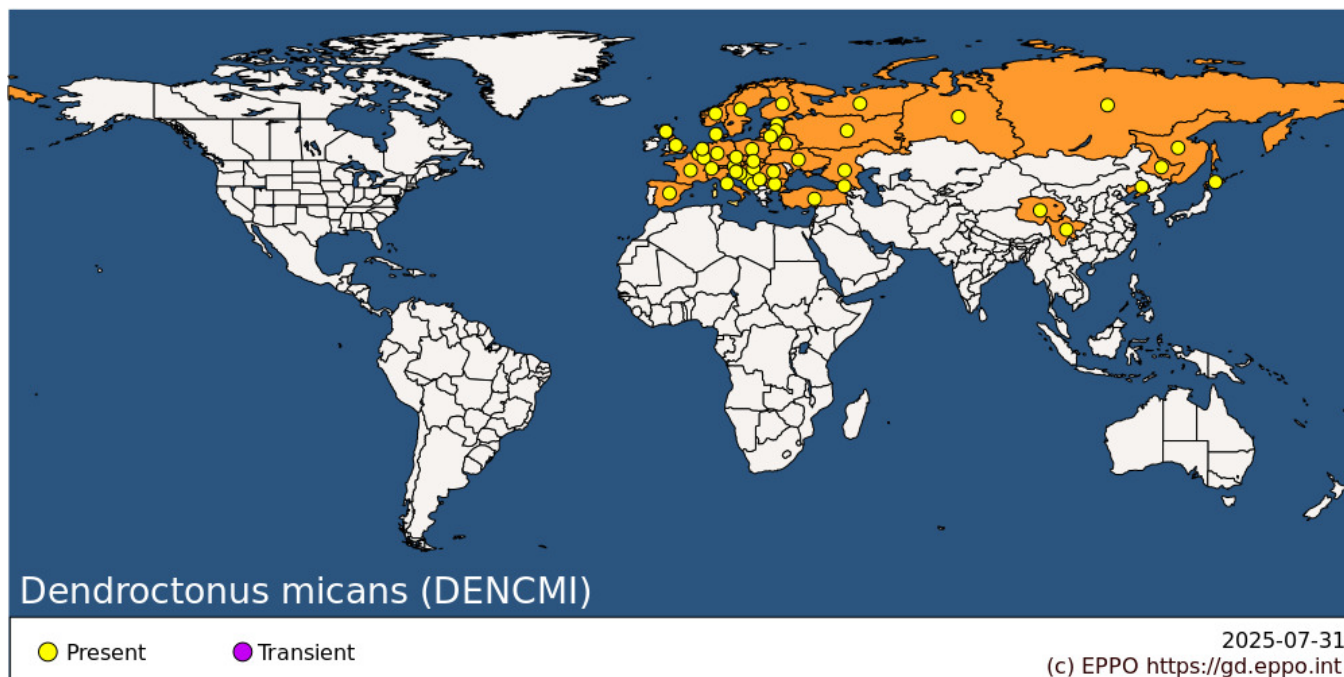 Dendroctonus micans (DENCMI)
Present
Transient
2025-07-31
(c) EPPO https://gd.eppo.int